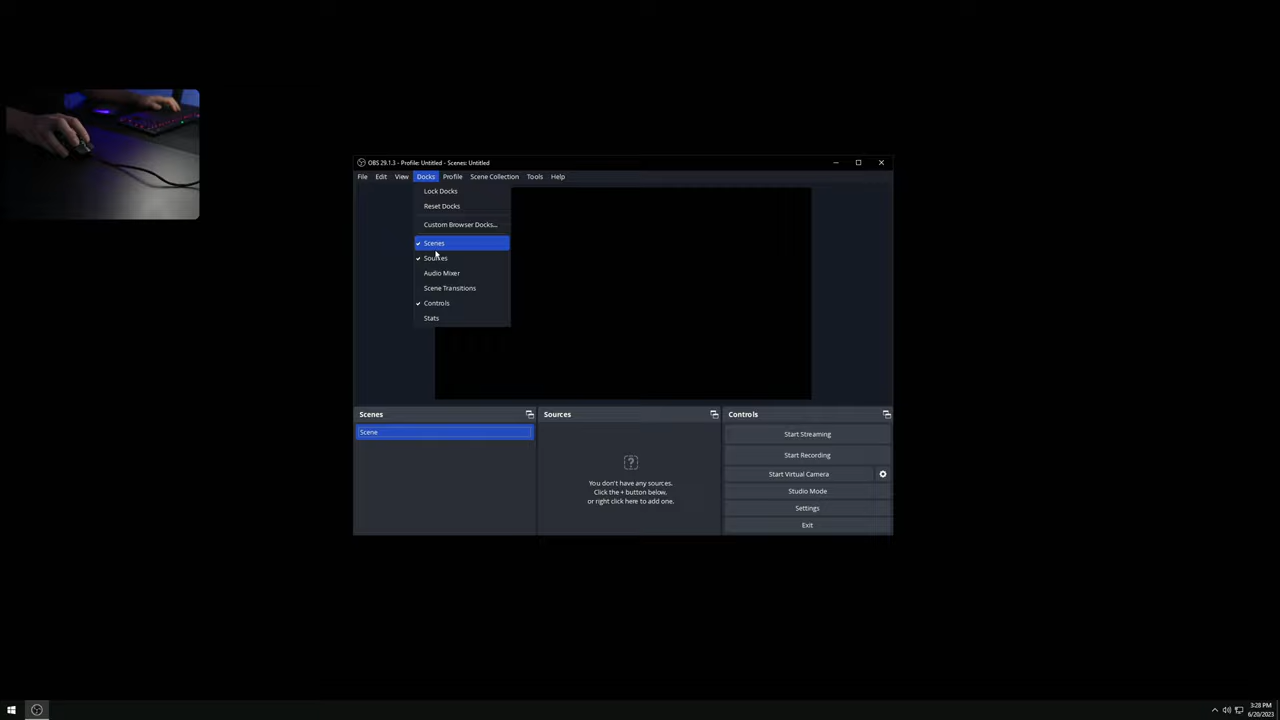 OBS 29.1.3 - Profile: Untitled - Scenes: Untitled
File Edit View Docks Profile Scene Collection Tools Help
Lock Docks
Reset Docks
Custom Browser Docks...
Scenes
Sources
Audio Mixer
Scene Transitions
Controls
Stats
Scenes
Scene
Sources
You don't have any sources.
Click the + button below,
or right click here to add one.
Controls
Start Streaming
Start Recording
Start Virtual Camera
Studio Mode
Settings
Exit
3:28 PM
6/20/2023